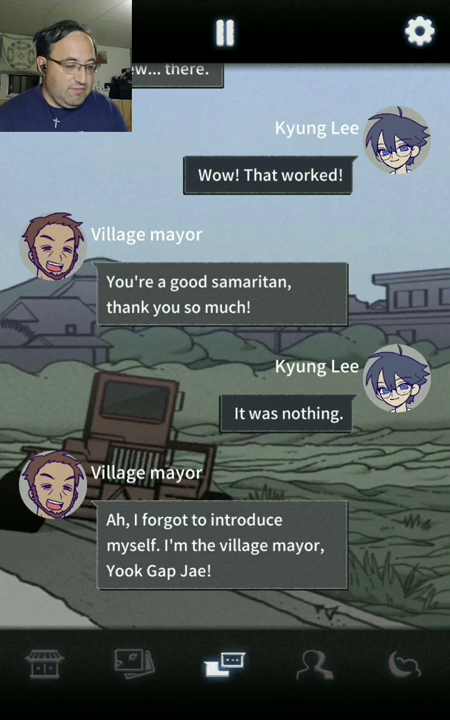 ... there.
Kyung Lee
Wow! That worked!
Village mayor
You're a good samaritan,
thank you so much!
Kyung Lee
It was nothing.
Village mayor
Ah, I forgot to introduce
myself. I'm the village mayor,
Yook Gap Jae!